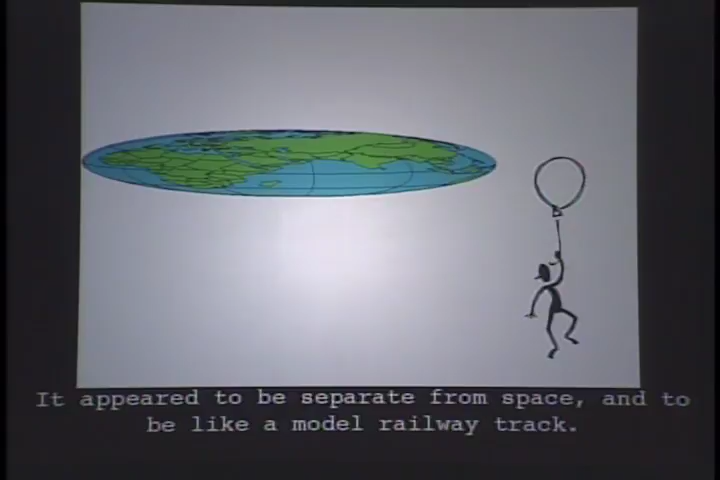 It appeared to be separate from space, and to
be like a model railway track.